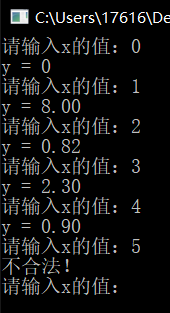 C:\Users\17616\De
请输入x的值：0
y = 0
请输入x的值：1
y = 8.00
请输入x的值：2
y = 0.82
请输入x的值：3
y = 2.30
请输入x的值：4
y = 0.90
请输入x的值：5
不合法！
请输入x的值：